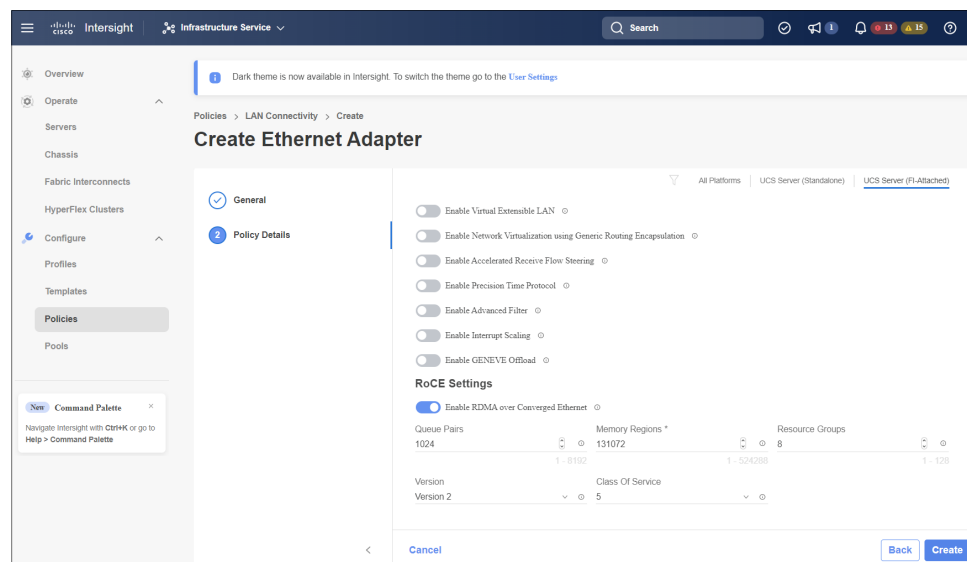 cisco Intersight Infrastructure Service Search 1 13 15
Overview
Operate
Servers
Chassis
Fabric Interconnects
HyperFlex Clusters
Configure
Profiles
Templates
Policies
Pools
New Command Palette ×
Navigate Intersight with Ctrl+K or go to
Help > Command Palette
Dark theme is now available in Intersight. To switch the theme go to the User Settings
Policies > LAN Connectivity > Create
Create Ethernet Adapter
General
2 Policy Details
All Platforms UCS Server (Standalone) UCS Server (FI-Attached)
Enable Virtual Extensible LAN
Enable Network Virtualization using Generic Routing Encapsulation
Enable Accelerated Receive Flow Steering
Enable Precision Time Protocol
Enable Advanced Filter
Enable Interrupt Scaling
Enable GENEVE Offload
RoCE Settings
Enable RDMA over Converged Ethernet
Queue Pairs Memory Regions * Resource Groups
1024 131072 8
1 - 8192 1 - 524288 1 - 128
Version Class Of Service
Version 2 5
< Cancel Back Create